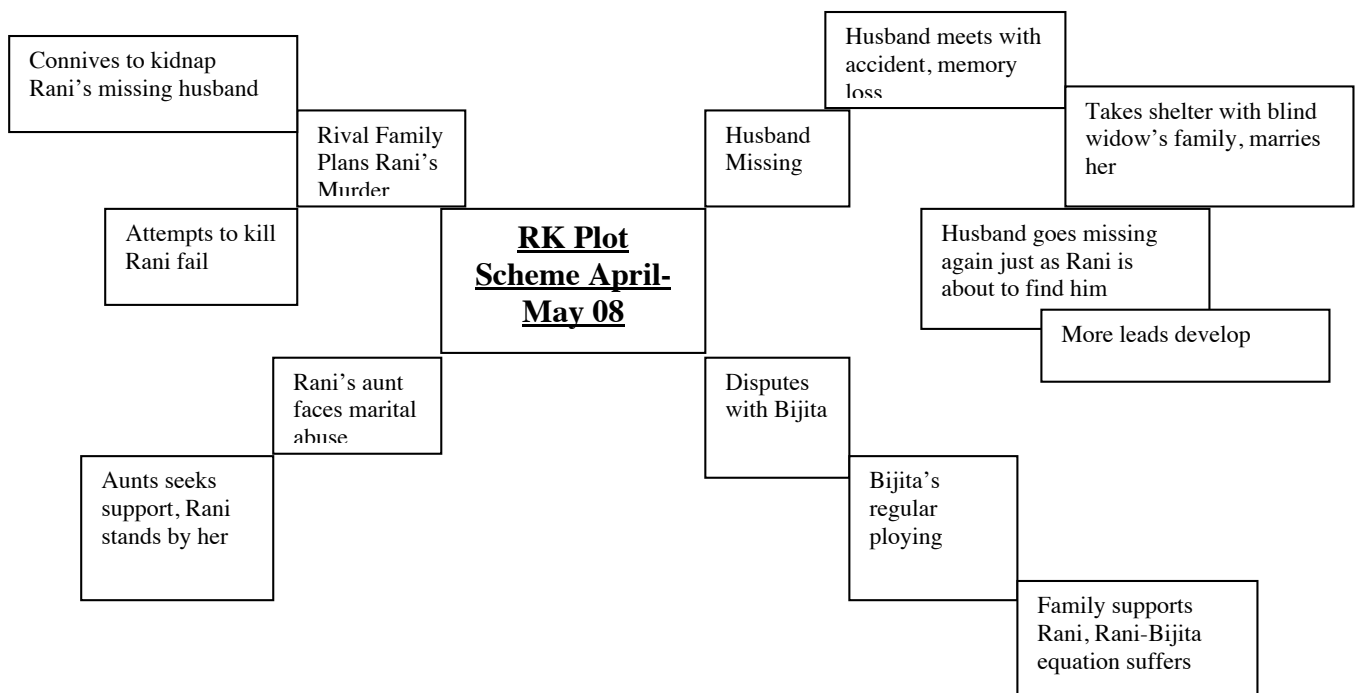 Connives to kidnap
Rani's missing husband
Rival Family
Plans Rani's
Murder
Attempts to kill
Rani fail
RK Plot
Scheme April-
May 08
Husband
Missing
Husband meets with
accident, memory
loss
Takes shelter with blind
widow's family, marries
her
Husband goes missing
again just as Rani is
about to find him
More leads develop
Rani's aunt
faces marital
abuse
Aunts seeks
support, Rani
stands by her
Disputes
with Bijita
Bijita's
regular
ploying
Family supports
Rani, Rani-Bijita
equation suffers